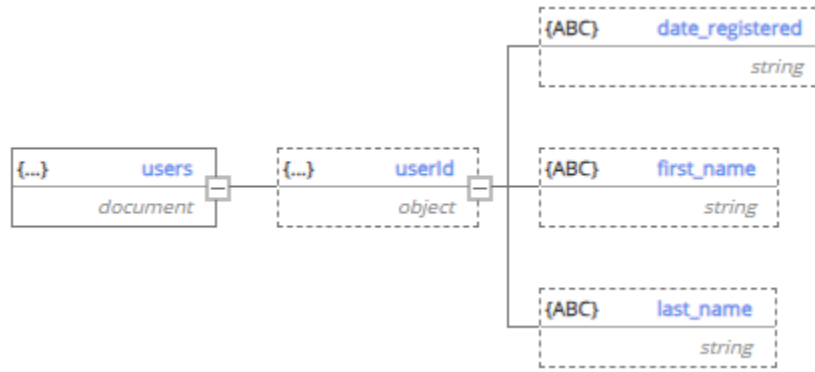 {ABC} date_registered
string
{...} users
document
{...} userId
object
{ABC} first_name
string
{ABC} last_name
string